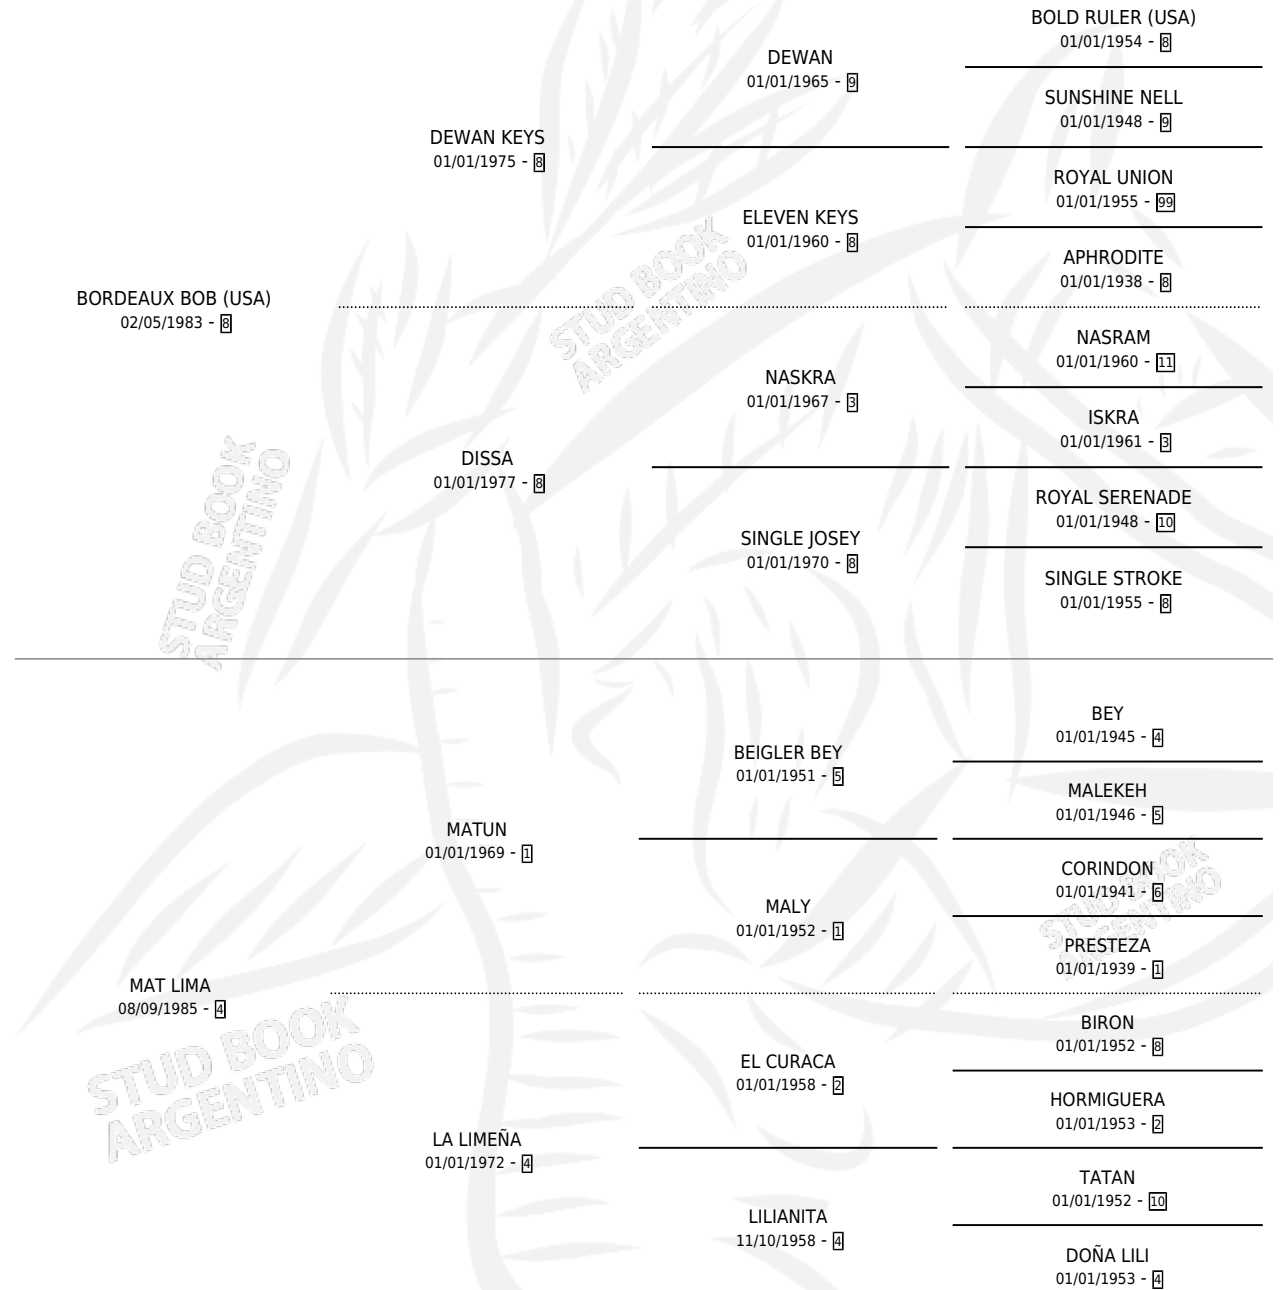 BOLD RULER (USA)
01/01/1954 - 8
DEWAN
01/01/1965 - 9
SUNSHINE NELL
01/01/1948 - 9
DEWAN KEYS
01/01/1975 - 8
ROYAL UNION
01/01/1955 - 99
ELEVEN KEYS
01/01/1960 - 8
APHRODITE
01/01/1938 - 8
BORDEAUX BOB (USA)
02/05/1983 - 8
STUD BOOK
ARGENTINO
NASRAM
01/01/1960 - 11
NASKRA
01/01/1967 - 3
ISKRA
01/01/1961 - 3
DISSA
01/01/1977 - 8
ROYAL SERENADE
01/01/1948 - 10
SINGLE JOSEY
01/01/1970 - 8
SINGLE STROKE
01/01/1955 - 8
STUD BOOK
ARGENTINO
BEY
01/01/1945 - 4
BEIGLER BEY
01/01/1951 - 5
MALEKEH
01/01/1946 - 5
MATUN
01/01/1969 - 1
CORINDON
01/01/1941 - 6
MALY
01/01/1952 - 1
STUD BOOK
ARGENTINO
PRESTEZA
01/01/1939 - 1
MAT LIMA
08/09/1985 - 4
BIRON
01/01/1952 - 8
EL CURACA
01/01/1958 - 2
HORMIGUERA
01/01/1953 - 2
STUD BOOK
ARGENTINO
LA LIMEÑA
01/01/1972 - 4
TATAN
01/01/1952 - 10
LILIANITA
11/10/1958 - 4
DOÑA LILI
01/01/1953 - 4